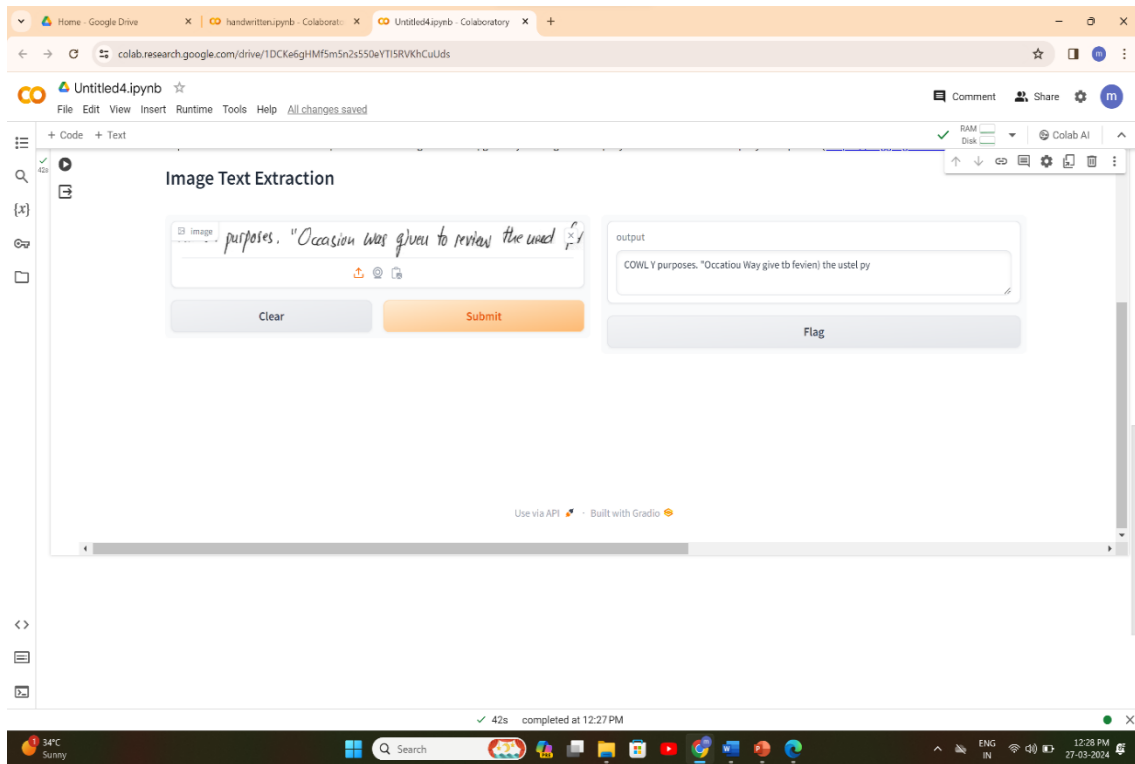 Home - Google Drive
handwritten.ipynb - Colaborato
Untitled4.ipynb - Colaboratory
colab.research.google.com/drive/1DCKe6gHMf5m5n2s550eYTI5RVKhCuUds
Untitled4.ipynb
File Edit View Insert Runtime Tools Help All changes saved
Comment Share m
+ Code + Text
RAM
Disk
Colab AI
42s
{x}
Image Text Extraction
image
purposes. "Occasion was given to review the used
Clear
Submit
output
COWL Y purposes. "Occatiou Way give tb fevien) the ustel py
Flag
Use via API · Built with Gradio
42s completed at 12:27 PM
1
34°C
Sunny
Search
ENG
IN
12:28 PM
27-03-2024